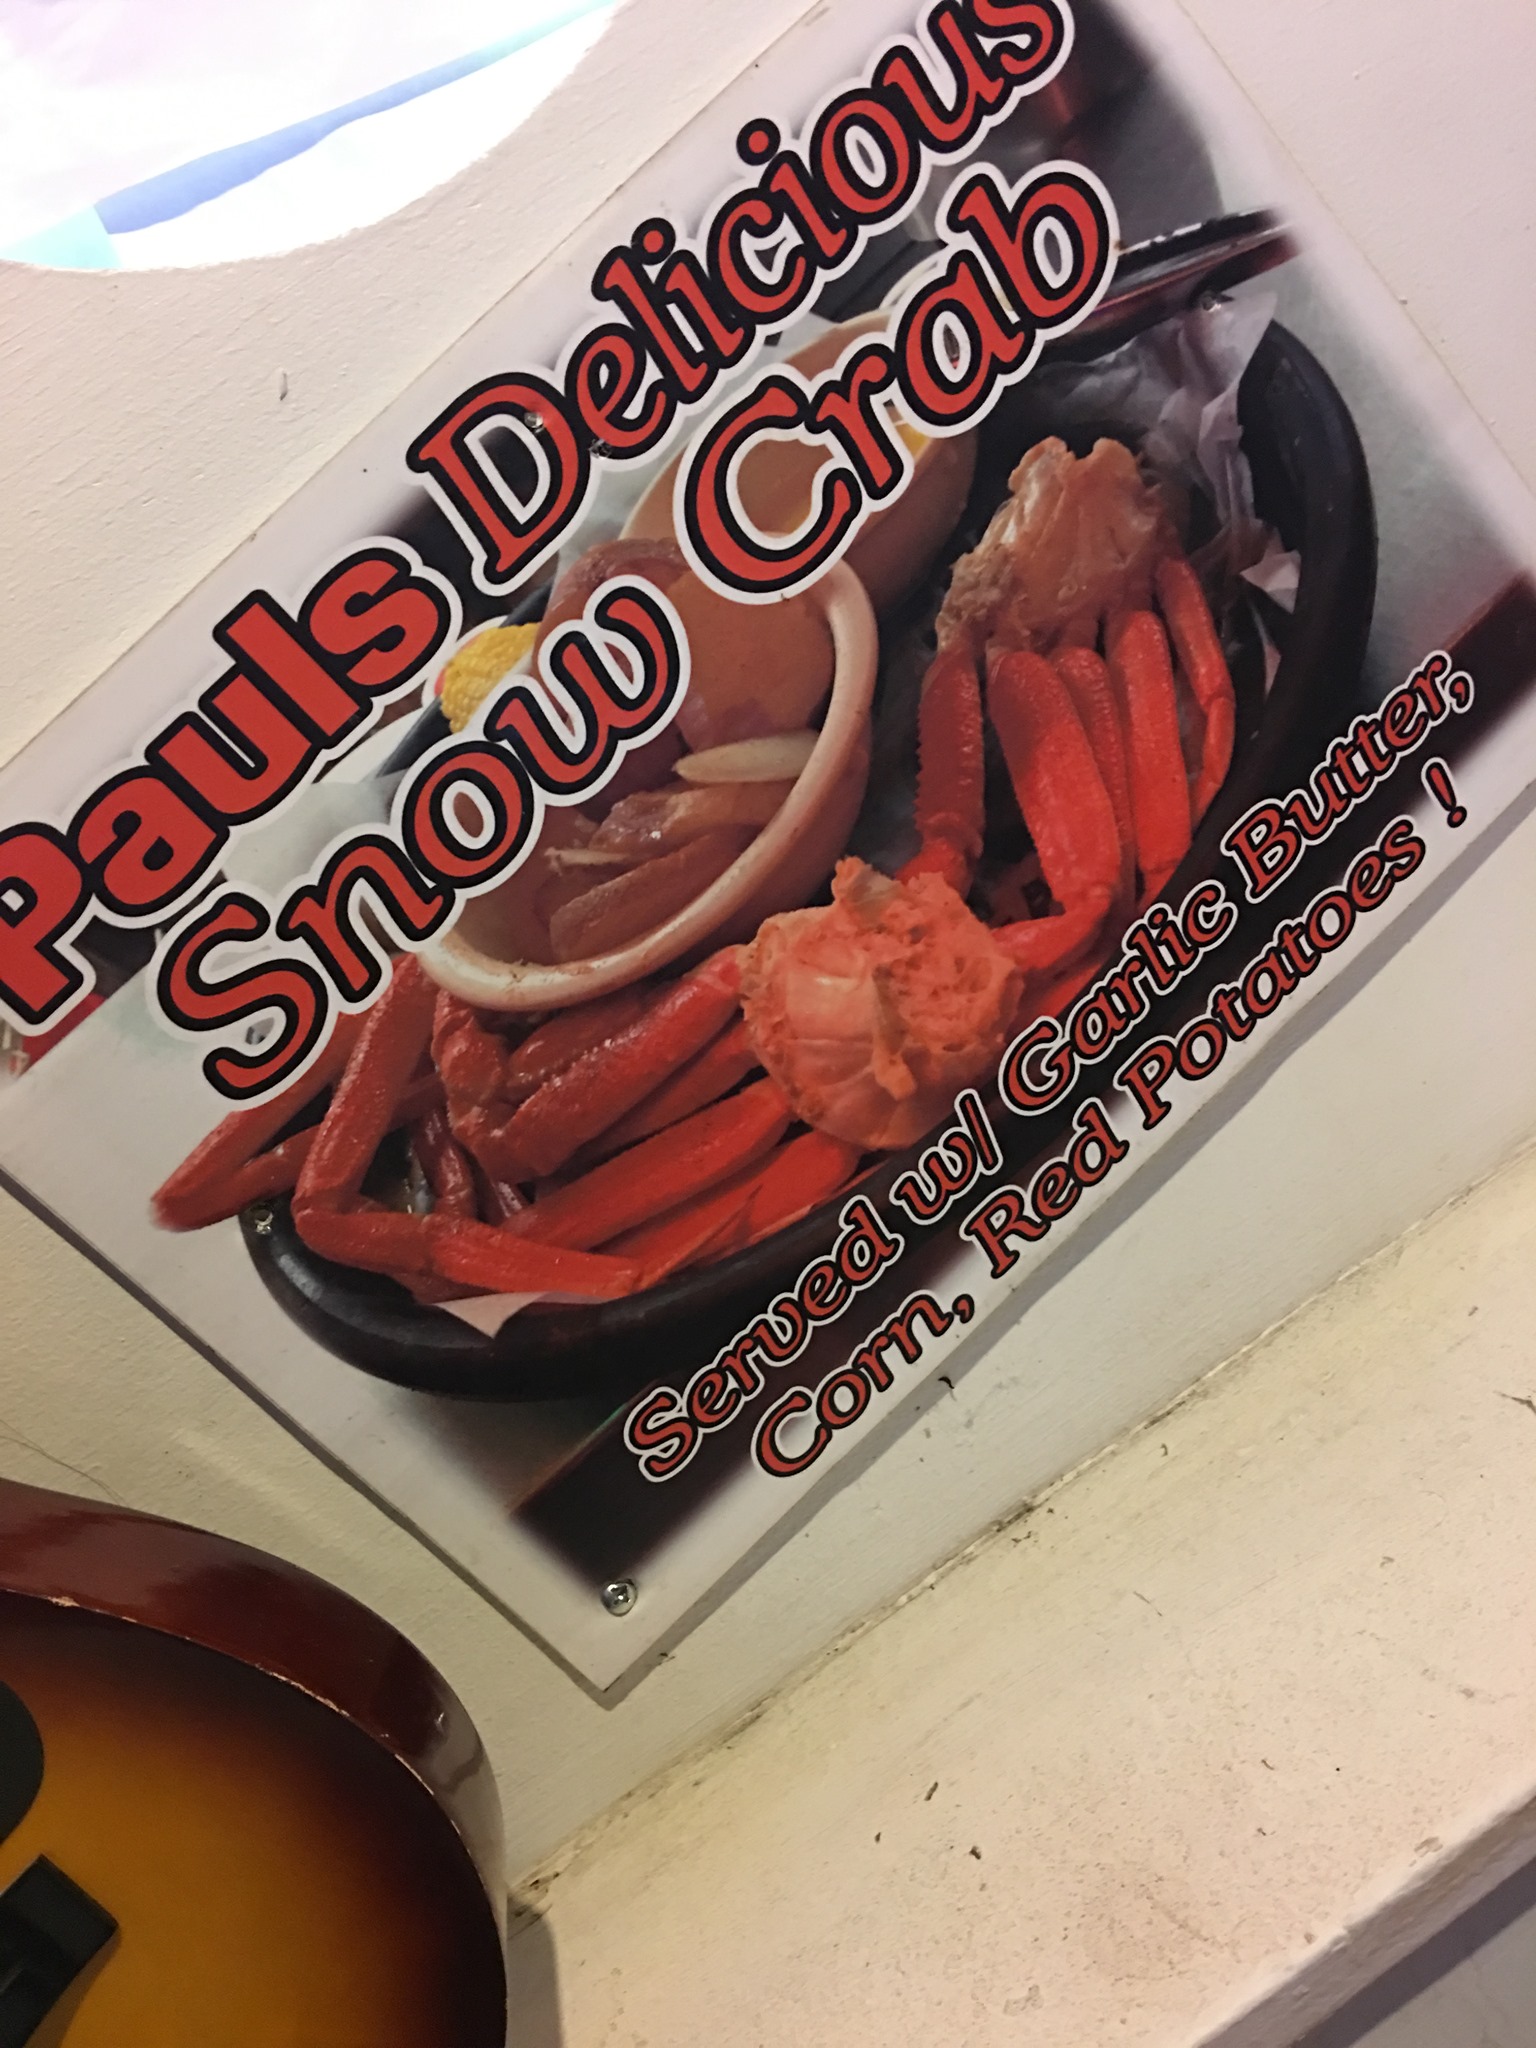 Pauls Delicious
Snow Crab
Served w/ Garlic Butter,
Corn, Red Potatoes !